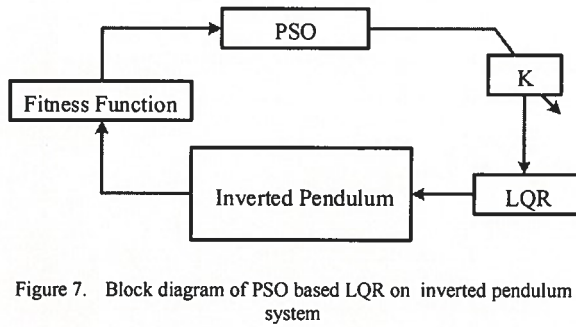 PSO
K
Fitness Function
Inverted Pendulum
LQR
Figure 7. Block diagram of PSO based LQR on inverted pendulum
system